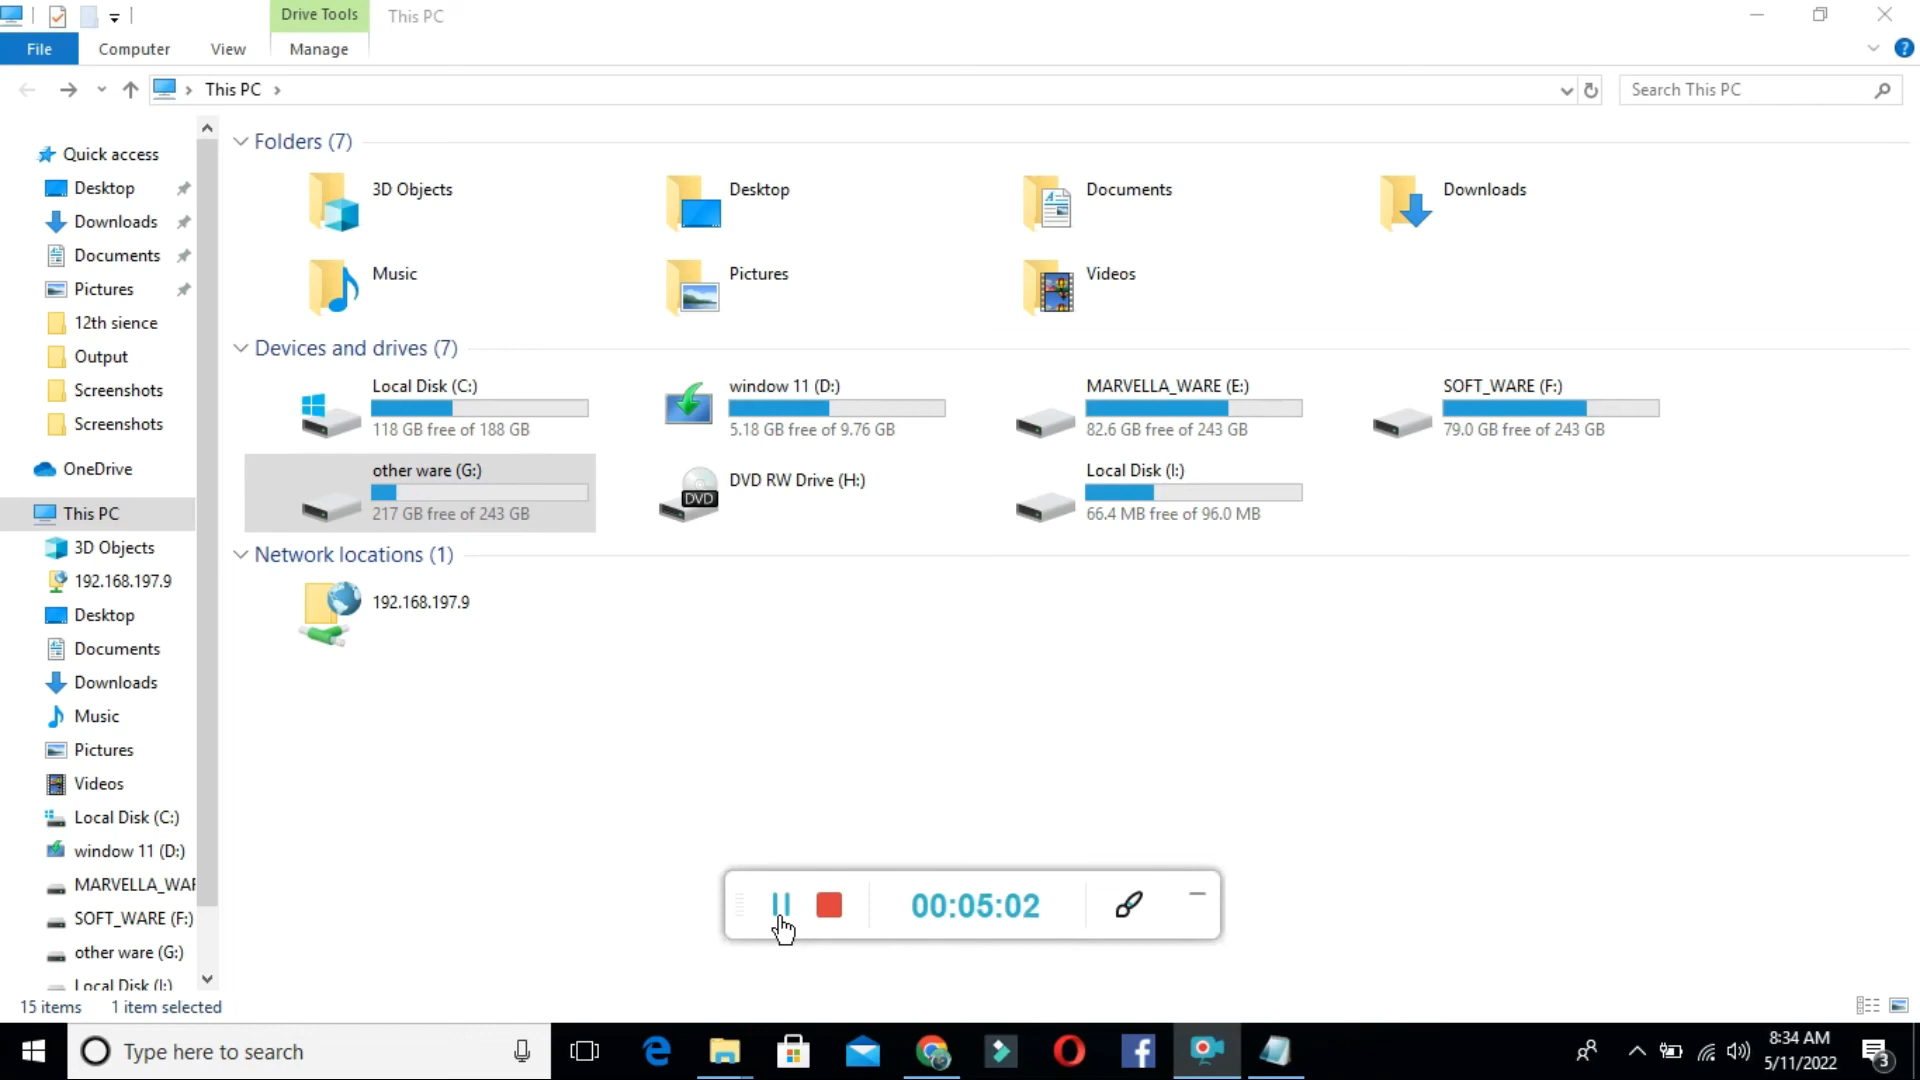 Drive Tools
This PC
File
Computer
View
Manage
This PC
Search This PC
Quick access
Desktop
Downloads
Documents
Pictures
12th sience
Output
Screenshots
Screenshots
OneDrive
This PC
3D Objects
192.168.197.9
Desktop
Documents
Downloads
Music
Pictures
Videos
Local Disk (C:)
window 11 (D:)
MARVELLA_WAR
SOFT_WARE (F:)
other ware (G:)
Local Disk (I:)
Folders (7)
3D Objects
Desktop
Documents
Downloads
Music
Pictures
Videos
Devices and drives (7)
Local Disk (C:)
118 GB free of 188 GB
window 11 (D:)
5.18 GB free of 9.76 GB
MARVELLA_WARE (E:)
82.6 GB free of 243 GB
SOFT_WARE (F:)
79.0 GB free of 243 GB
other ware (G:)
217 GB free of 243 GB
DVD
DVD RW Drive (H:)
Local Disk (I:)
66.4 MB free of 96.0 MB
Network locations (1)
192.168.197.9
00:05:02
15 items
1 item selected
Type here to search
8:34 AM
5/11/2022
3